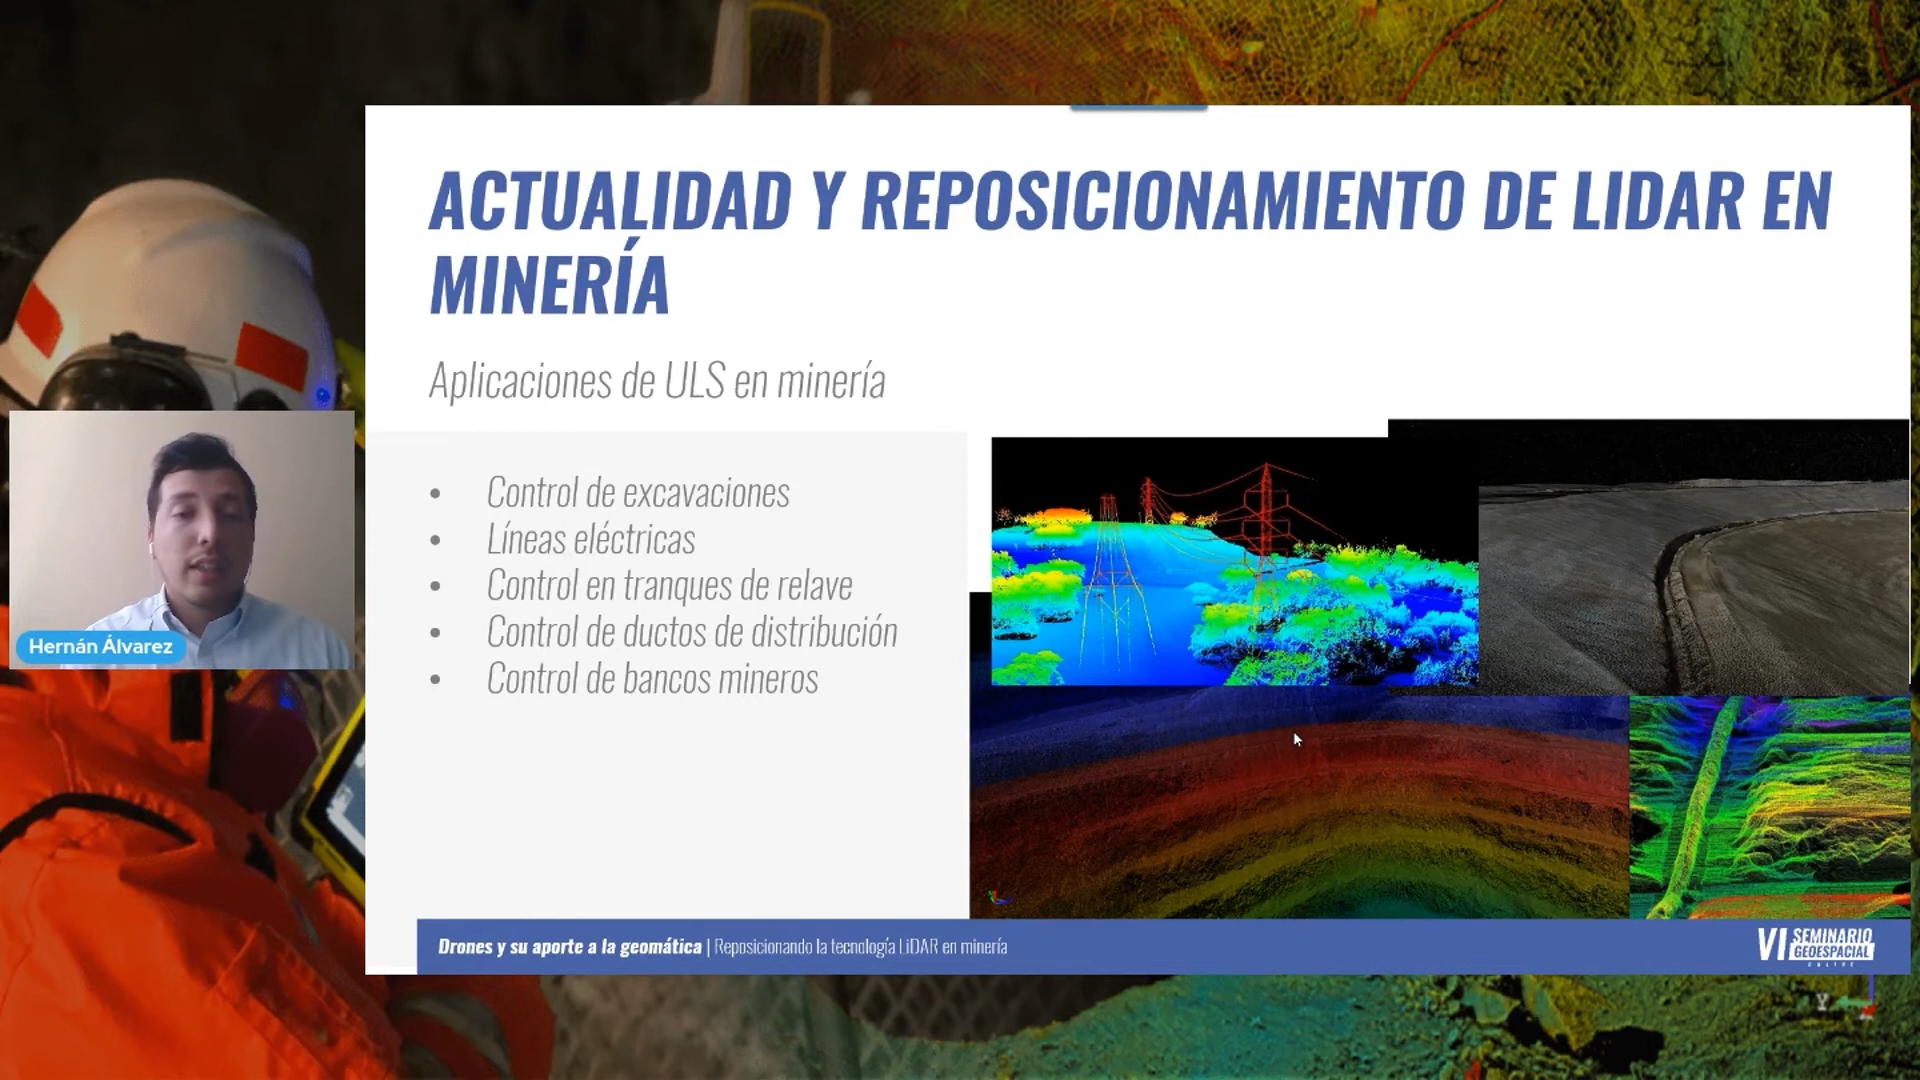 ACTUALIDAD Y REPOSICIONAMIENTO DE LIDAR EN
MINERÍA
Aplicaciones de ULS en minería
• Control de excavaciones
• Líneas eléctricas
• Control en tranques de relave
• Control de ductos de distribución
• Control de bancos mineros
Hernán Álvarez
Drones y su aporte a la geomática | Reposicionando la tecnología LiDAR en minería
VI SEMINARIO
GEOESPACIAL
ONLINE
Y